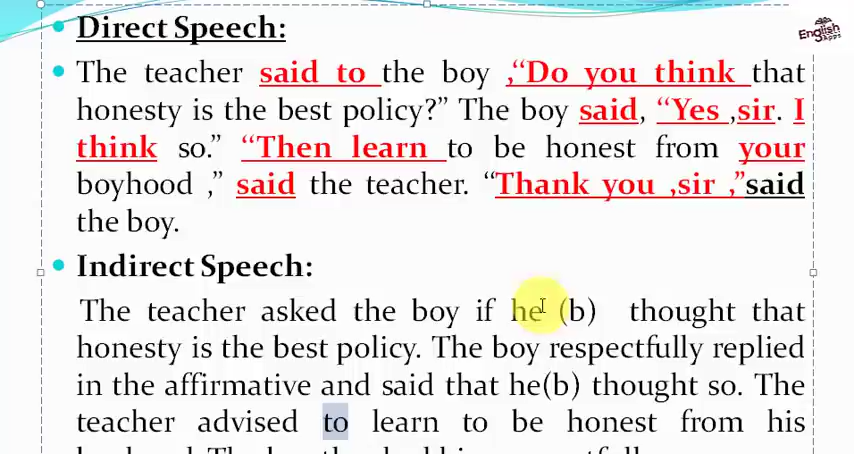 English
Apps
• Direct Speech:
• The teacher said to the boy ,“Do you think that
honesty is the best policy?” The boy said, “Yes ,sir. I
think so.” “Then learn to be honest from your
boyhood ,” said the teacher. “Thank you ,sir ,”said
the boy.
• Indirect Speech:
The teacher asked the boy if he (b) thought that
honesty is the best policy. The boy respectfully replied
in the affirmative and said that he(b) thought so. The
teacher advised to learn to be honest from his